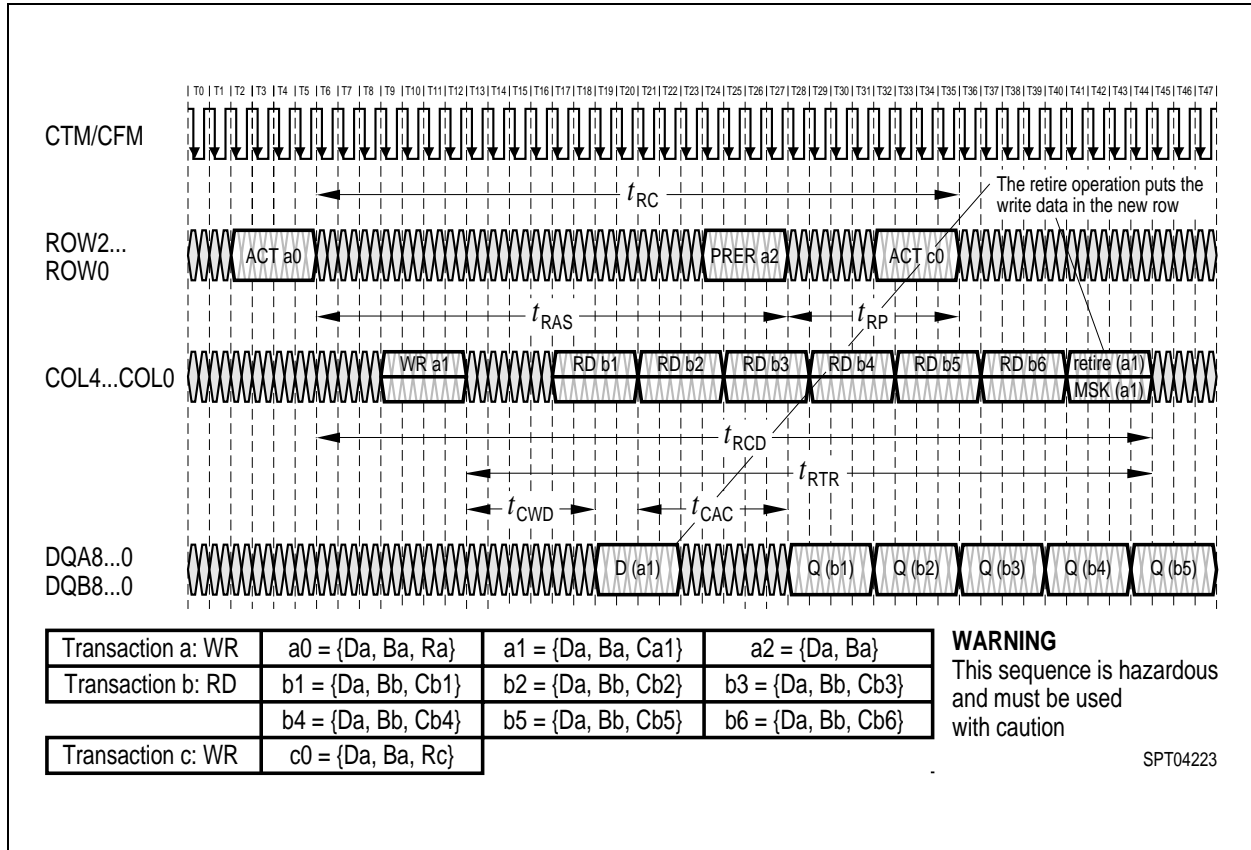 T0 T1 T2 T3 T4 T5 T6 T7 T8 T9 T10 T11 T12 T13 T14 T15 T16 T17 T18 T19 T20 T21 T22 T23 T24 T25 T26 T27 T28 T29 T30 T31 T32 T33 T34 T35 T36 T37 T38 T39 T40 T41 T42 T43 T44 T45 T46 T47
CTM/CFM
tRC
The retire operation puts the
write data in the new row
ROW2...
ROW0
ACT a0
PRER a2
ACT c0
tRAS
tRP
COL4...COL0
WR a1
RD b1
RD b2
RD b3
RD b4
RD b5
RD b6
retire (a1)
MSK (a1)
tRCD
tRTR
tCWD
tCAC
DQA8...0
DQB8...0
D (a1)
Q (b1)
Q (b2)
Q (b3)
Q (b4)
Q (b5)
Transaction a: WR
a0 = {Da, Ba, Ra}
a1 = {Da, Ba, Ca1}
a2 = {Da, Ba}
Transaction b: RD
b1 = {Da, Bb, Cb1}
b2 = {Da, Bb, Cb2}
b3 = {Da, Bb, Cb3}
b4 = {Da, Bb, Cb4}
b5 = {Da, Bb, Cb5}
b6 = {Da, Bb, Cb6}
Transaction c: WR
c0 = {Da, Ba, Rc}
WARNING
This sequence is hazardous
and must be used
with caution
SPT04223